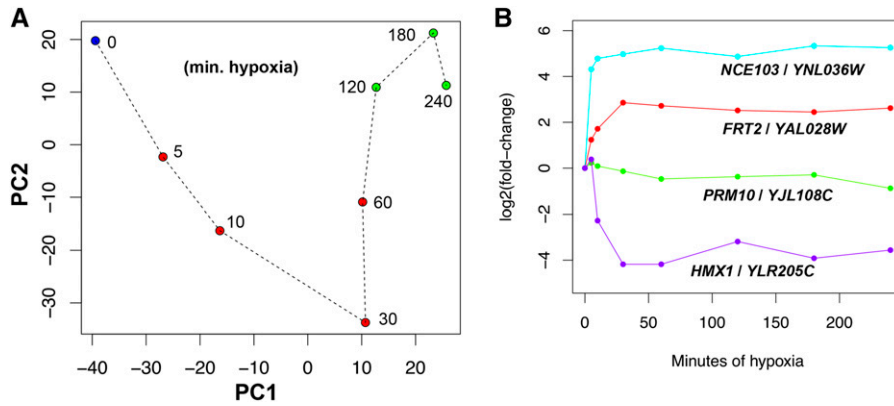 A
PC2
20
10
0
−10
−20
−30
0
(min. hypoxia)
180
120
240
5
60
10
30
−40
−30
−20
−10
0
10
20
PC1
B
log2(fold−change)
6
4
2
0
−2
−4
NCE103 / YNL036W
FRT2 / YAL028W
PRM10 / YJL108C
HMX1 / YLR205C
0
50
100
150
200
Minutes of hypoxia